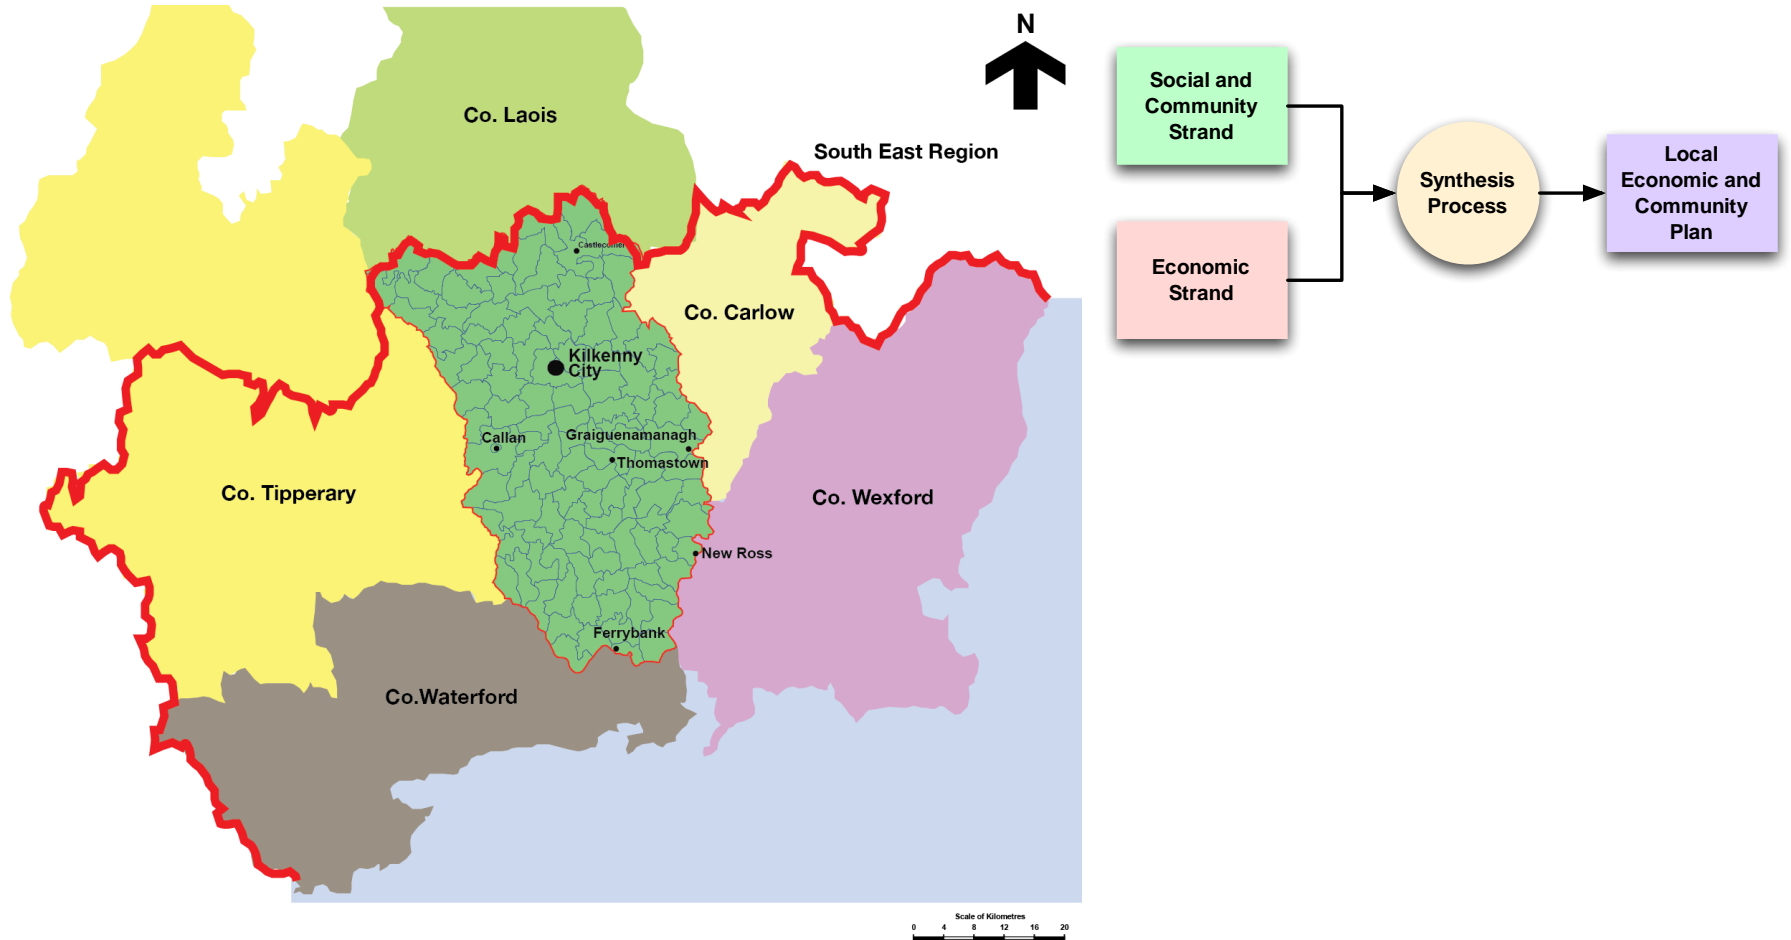 N
Co. Laois
South East Region
Castlecomer
Co. Carlow
Kilkenny
City
Callan
Graiguenamanagh
Thomastown
Co. Tipperary
Co. Wexford
New Ross
Ferrybank
Co.Waterford
Scale of Kilometres
0 4 8 12 16 20
Social and
Community
Strand
Economic
Strand
Synthesis
Process
Local
Economic and
Community
Plan